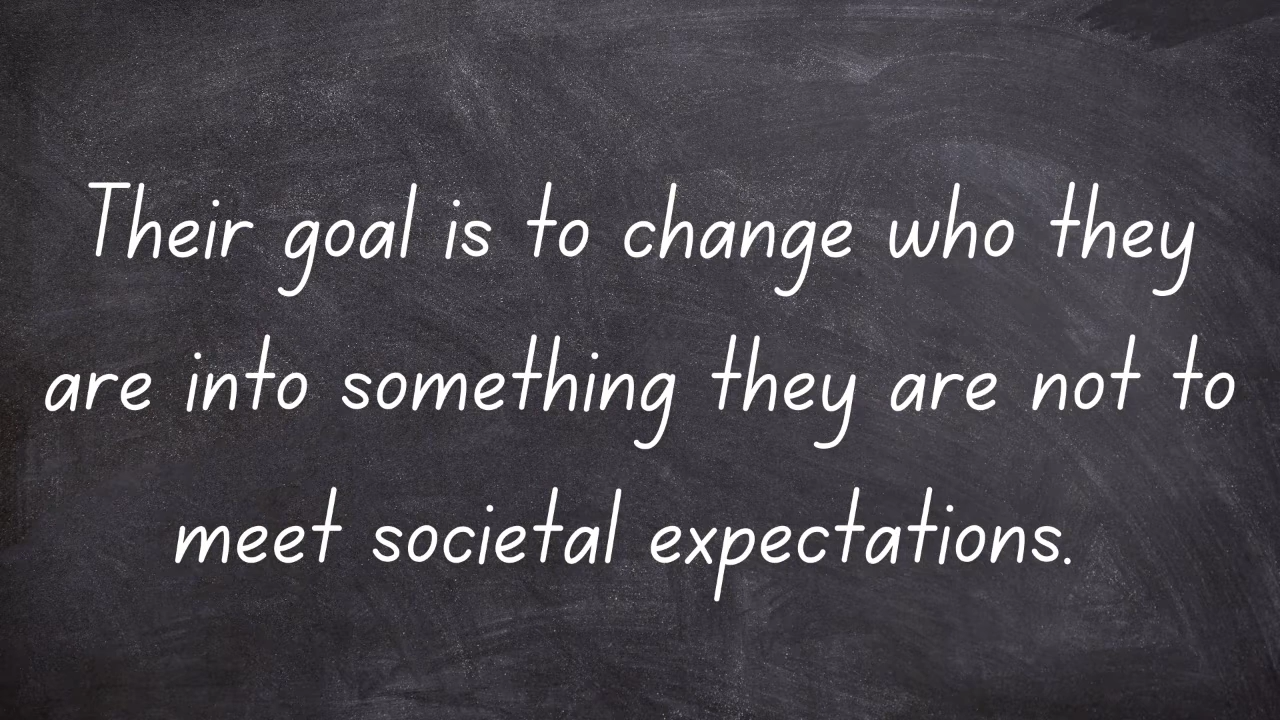 Their goal is to change who they
are into something they are not to
meet societal expectations.